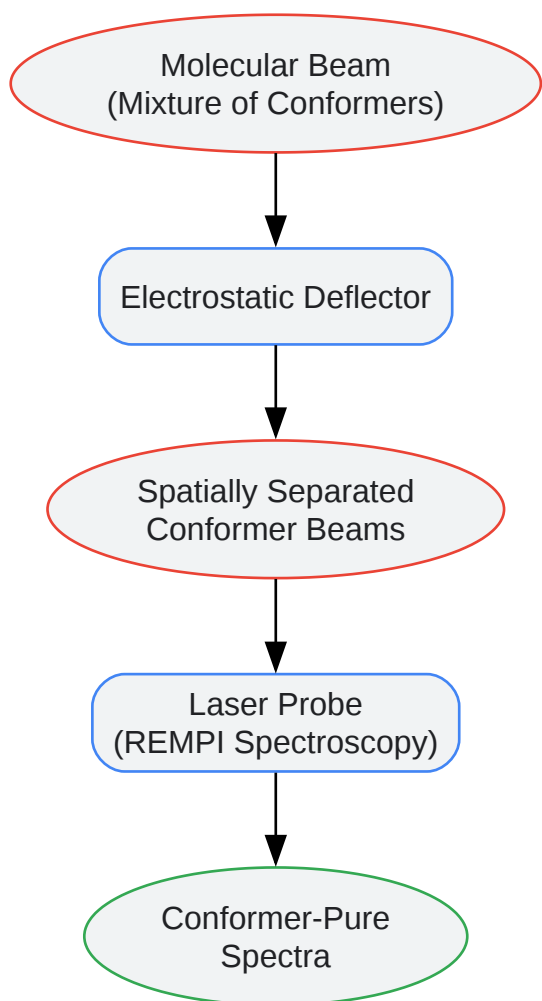 Molecular Beam
(Mixture of Conformers)
Electrostatic Deflector
Spatially Separated
Conformer Beams
Laser Probe
(REMPI Spectroscopy)
Conformer-Pure
Spectra